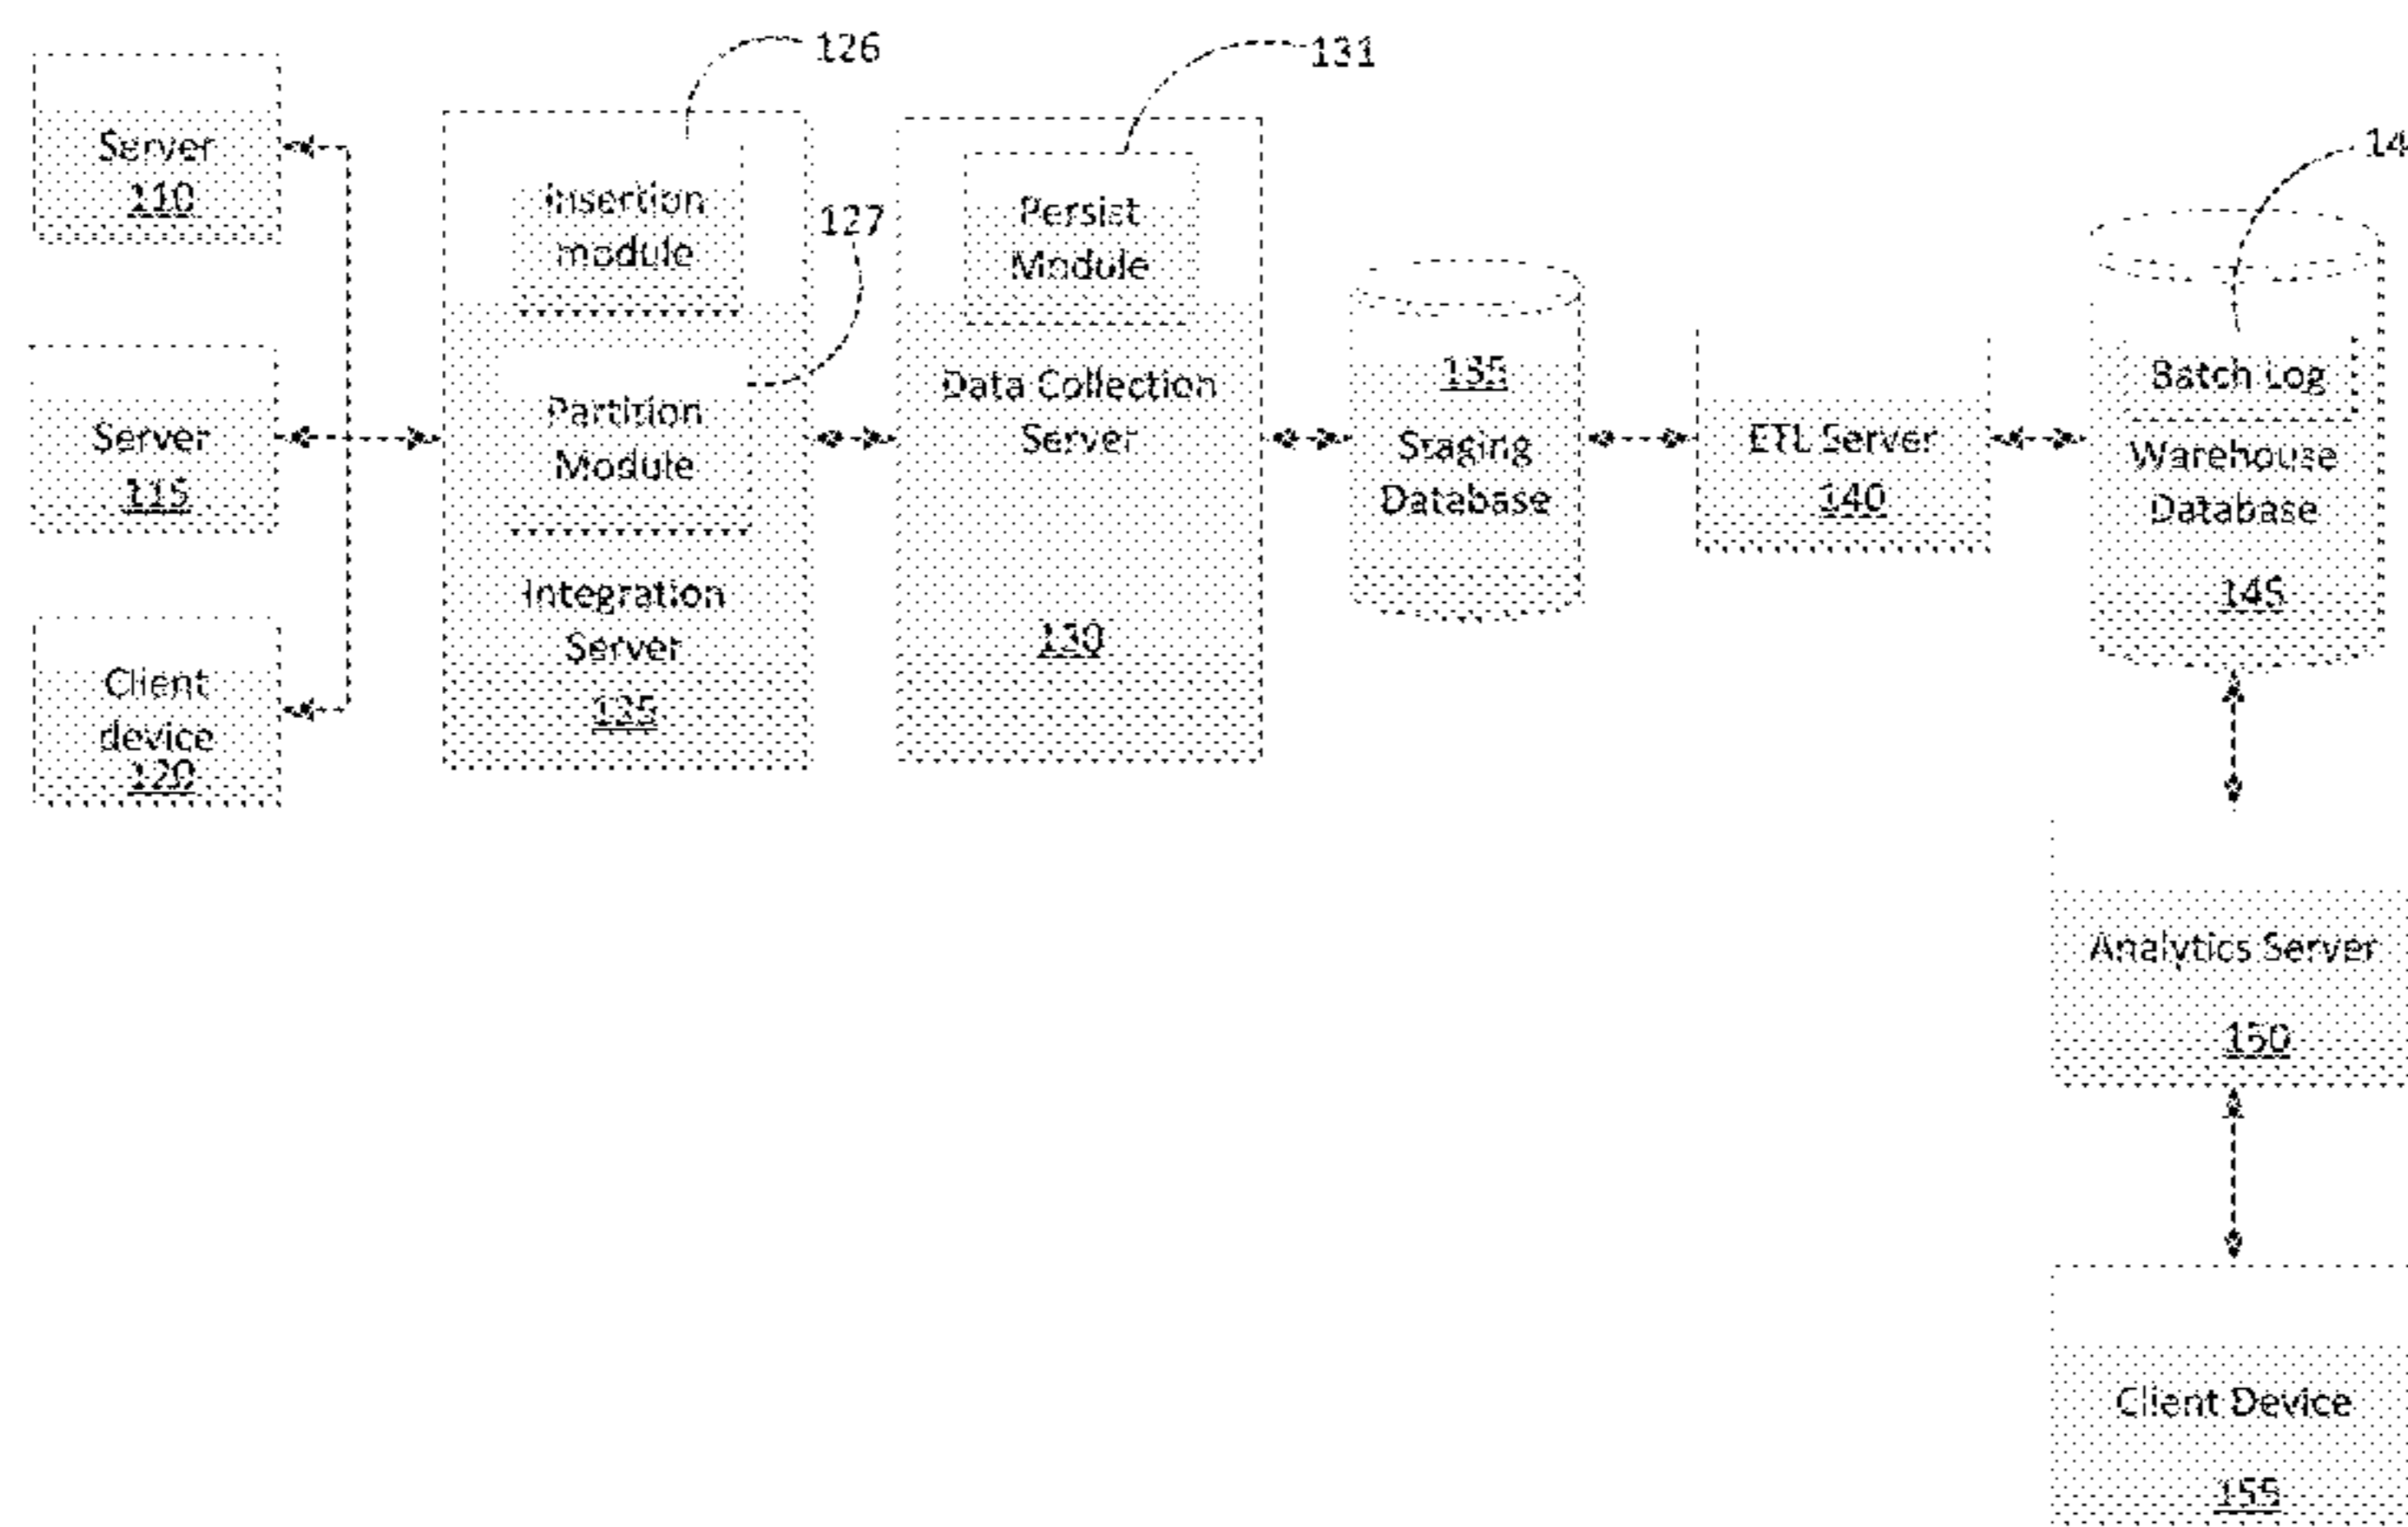 126
131
14
Server
110
Insertion
module
127
Persist
Module
Server
115
Partition
Module
Integration
Server
125
Data Collection
Server
130
135
Staging
Database
ETL Server
140
Batch Log
Warehouse
Database
145
Client
device
120
Analytics Server
150
Client Device
155